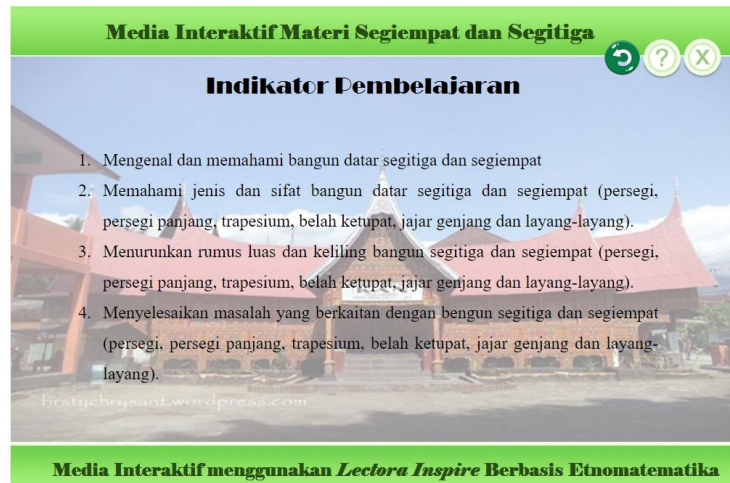 Media Interaktif Materi Segiempat dan Segitiga
Indikator Pembelajaran
1. Mengenal dan memahami bangun datar segitiga dan segiempat
2. Memahami jenis dan sifat bangun datar segitiga dan segiempat (persegi,
persegi panjang, trapesium, belah ketupat, jajar genjang dan layang-layang).
3. Menurunkan rumus luas dan keliling bangun segitiga dan segiempat (persegi,
persegi panjang, trapesium, belah ketupat, jajar genjang dan layang-layang).
4. Menyelesaikan masalah yang berkaitan dengan bengun segitiga dan segiempat
(persegi, persegi panjang, trapesium, belah ketupat, jajar genjang dan layang-
layang).
firstychrysant.wordpress.com
Media Interaktif menggunakan Lectora Inspire Berbasis Etnomatematika